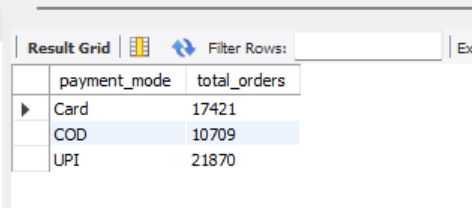 Result Grid Filter Rows: Ex
payment_mode total_orders
Card 17421
COD 10709
UPI 21870